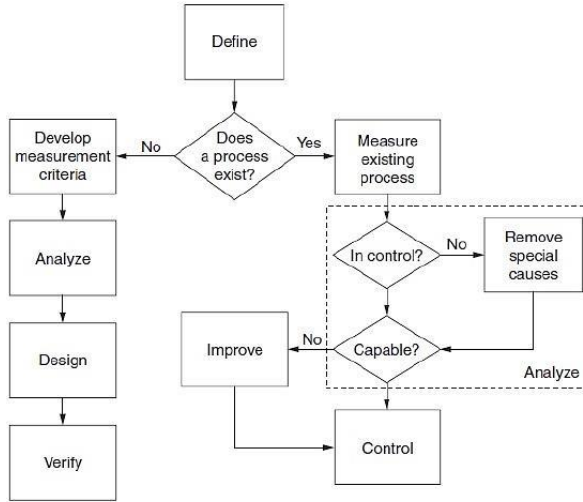 Define
Does
a process
exist?
No
Yes
Develop
measurement
criteria
Measure
existing
process
Analyze
In control?
No
Remove
special
causes
Design
Improve
No
Capable?
Analyze
Verify
Control